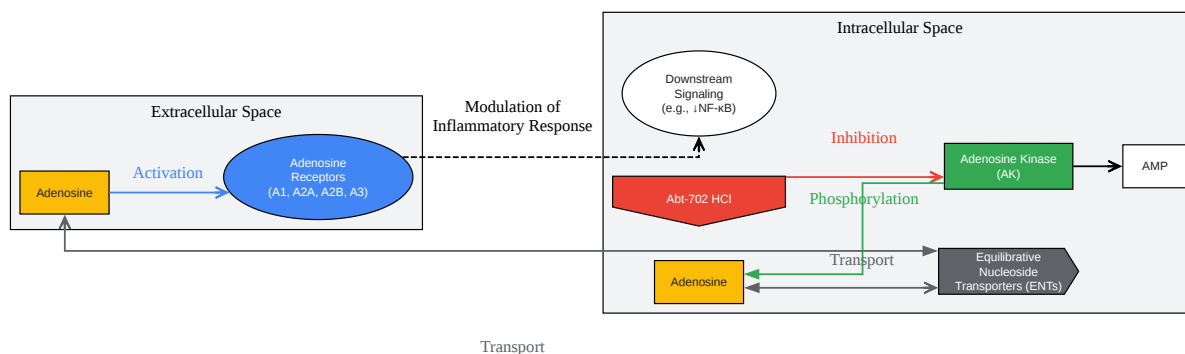 Intracellular Space
Downstream
Signaling
(e.g., ↓NF-κB)
Extracellular Space
Modulation of
Inflammatory Response
Adenosine
Activation
Adenosine
Receptors
(A1, A2A, A2B, A3)
Inhibition
Adenosine Kinase
(AK)
AMP
Abt-702 HCl
Phosphorylation
Transport
Adenosine
Equilibrative
Nucleoside
Transporters (ENTs)
Transport